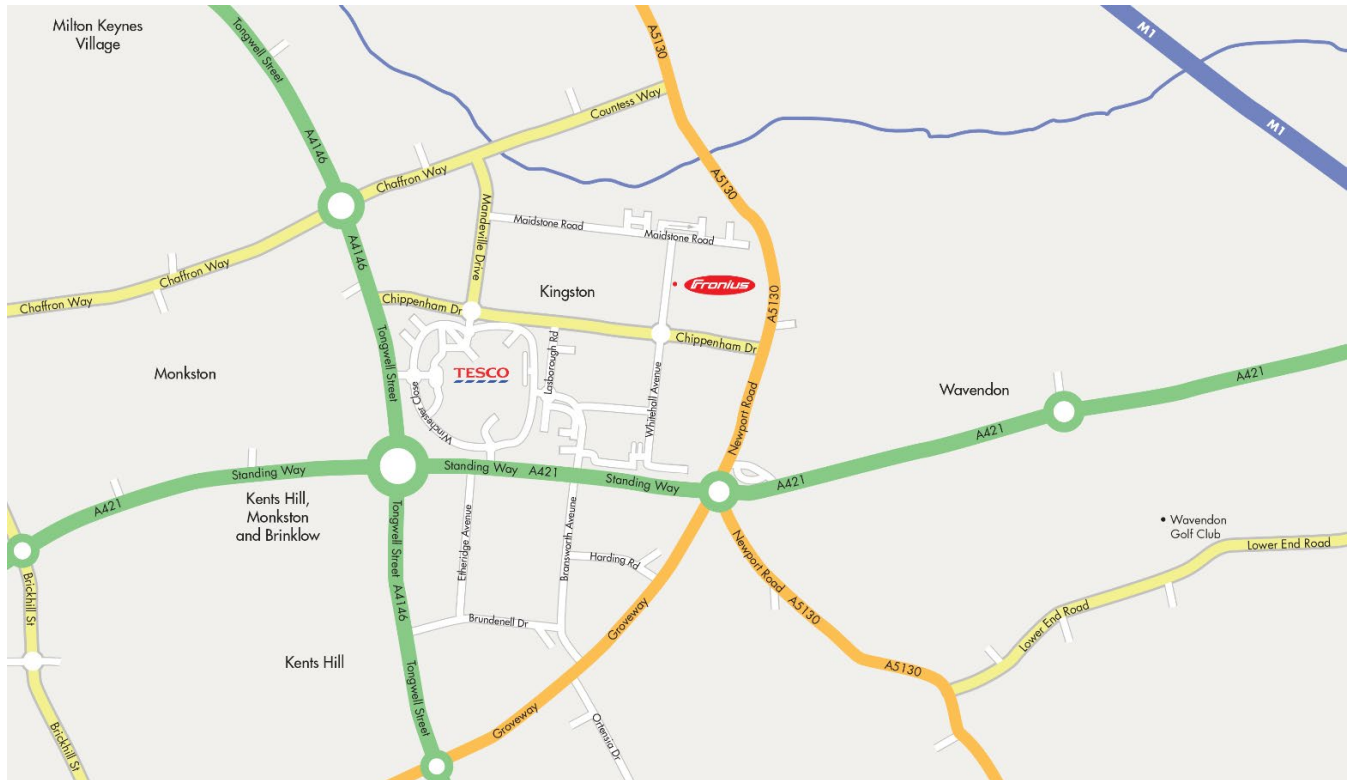 Milton Keynes
Village
Tongwell Street
A5130
M1
Countess Way
A4146
Chaffron Way
A5130
M1
Mandeville Drive
Maidstone Road
Maidstone Road
A4146
Chaffron Way
Chaffron Way
Fronius
Kingston
Chippenham Dr
A5130
Chippenham Dr
Tongwell Street
Lasborough Rd
Monkston
TESCO
Wavendon
A421
Winchester Close
Whitehall Avenue
Newport Road
A421
Standing Way
Standing Way A421
Standing Way
A421
A421
Kents Hill,
Monkston
and Brinklow
Tongwell Street
Etheridge Avenue
Bransworth Aveune
Wavendon
Golf Club
Lower End Road
Harding Rd
Newport Road
A5130
Brickhill St
A4146
Groveway
Brundenell Dr
Lower End Road
Kents Hill
Tongwell Street
A5130
Brickhill St
Groveway
Ortensia Dr